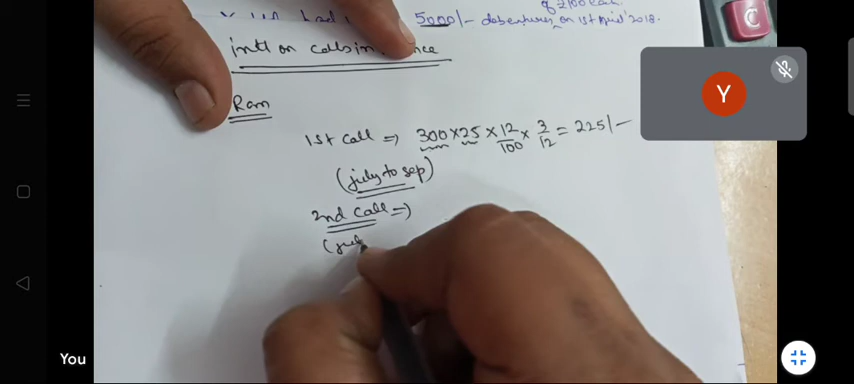 5000/- debentures on 1st April 2018.
intt on calls in
Ram
1st call => 300 × 25 × 12/100 × 3/12 = 225/-
(july to sep)
2nd call =>
(jul
Y
You
C